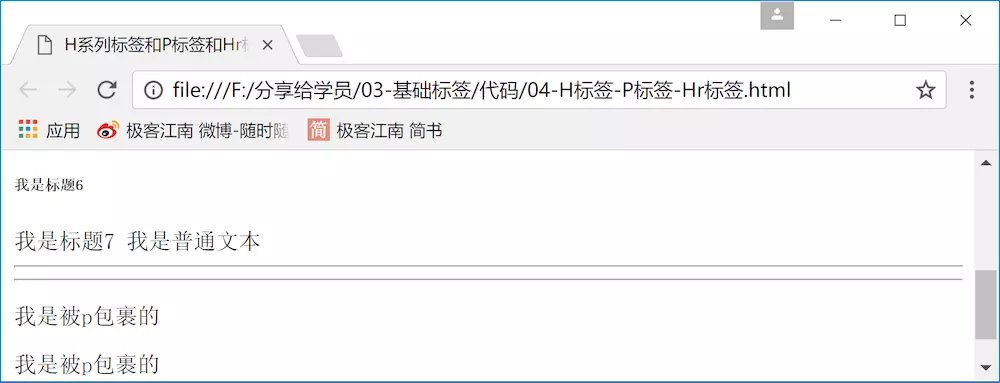 H系列标签和P标签和Hr标
file:///F:/分享给学员/03-基础标签/代码/04-H标签-P标签-Hr标签.html
应用 极客江南 微博-随时随 简 极客江南 简书
我是标题6
我是标题7 我是普通文本
我是被p包裹的
我是被p包裹的